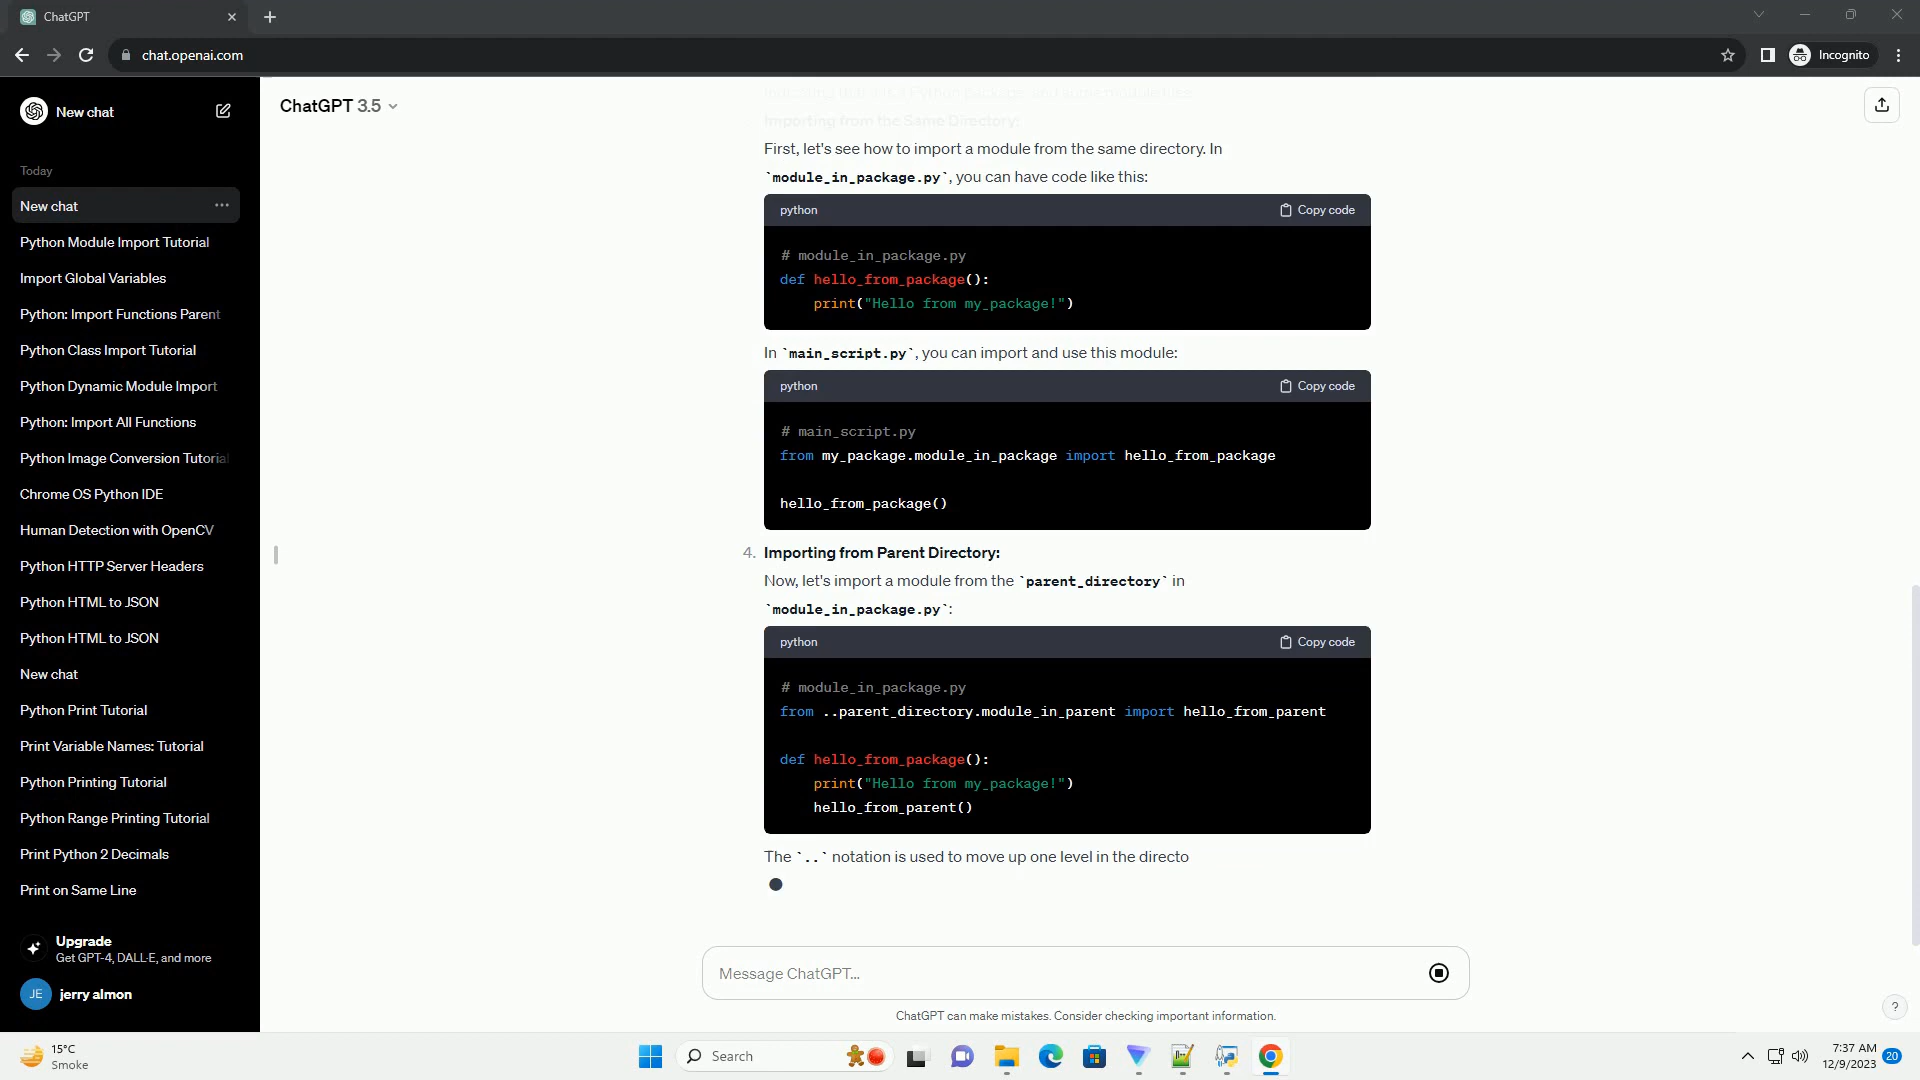 ChatGPT
chat.openai.com
Incognito
New chat
ChatGPT 3.5
Today
New chat
Python Module Import Tutorial
Import Global Variables
Python: Import Functions Parent
Python Class Import Tutorial
Python Dynamic Module Import
Python: Import All Functions
Python Image Conversion Tutorial
Chrome OS Python IDE
Human Detection with OpenCV
Python HTTP Server Headers
Python HTML to JSON
Python HTML to JSON
New chat
Python Print Tutorial
Print Variable Names: Tutorial
Python Printing Tutorial
Python Range Printing Tutorial
Print Python 2 Decimals
Print on Same Line
Upgrade
Get GPT-4, DALL·E, and more
JE jerry almon
Importing from the Same Directory:
First, let's see how to import a module from the same directory. In
`module_in_package.py`, you can have code like this:
python Copy code
# module_in_package.py
def hello_from_package():
print("Hello from my_package!")
In `main_script.py`, you can import and use this module:
python Copy code
# main_script.py
from my_package.module_in_package import hello_from_package
hello_from_package()
4. Importing from Parent Directory:
Now, let's import a module from the `parent_directory` in
`module_in_package.py`:
python Copy code
# module_in_package.py
from ..parent_directory.module_in_parent import hello_from_parent
def hello_from_package():
print("Hello from my_package!")
hello_from_parent()
The `..` notation is used to move up one level in the directo
Message ChatGPT...
ChatGPT can make mistakes. Consider checking important information.
?
15°C
Smoke
Search
7:37 AM
12/9/2023
20